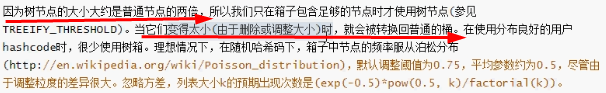 因为树节点的大小大约是普通节点的两倍，所以我们只在箱子包含足够的节点时才使用树节点(参见
TREEIFY_THRESHOLD)。当它们变得太小(由于删除或调整大小)时，就会被转换回普通的桶。在使用分布良好的用户
hashcode时，很少使用树箱。理想情况下，在随机哈希码下，箱子中节点的频率服从泊松分布
(http://en.wikipedia.org/wiki/Poisson_distribution)，默认调整阈值为0.75，平均参数约为0.5，尽管由
于调整粒度的差异很大。忽略方差，列表大小k的预期出现次数是(exp(-0.5)*pow(0.5, k)/factorial(k))。